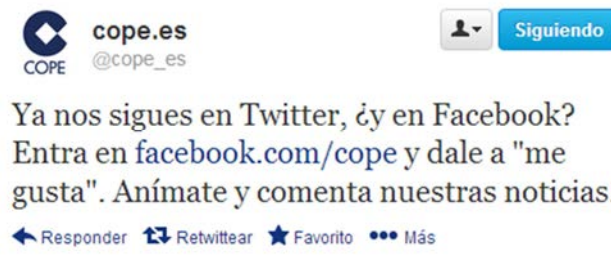 cope.es
Siguiendo
@cope_es
COPE
Ya nos sigues en Twitter, ¿y en Facebook?
Entra en facebook.com/cope y dale a "me
gusta". Anímate y comenta nuestras noticias.
Responder Retwittear Favorito Más